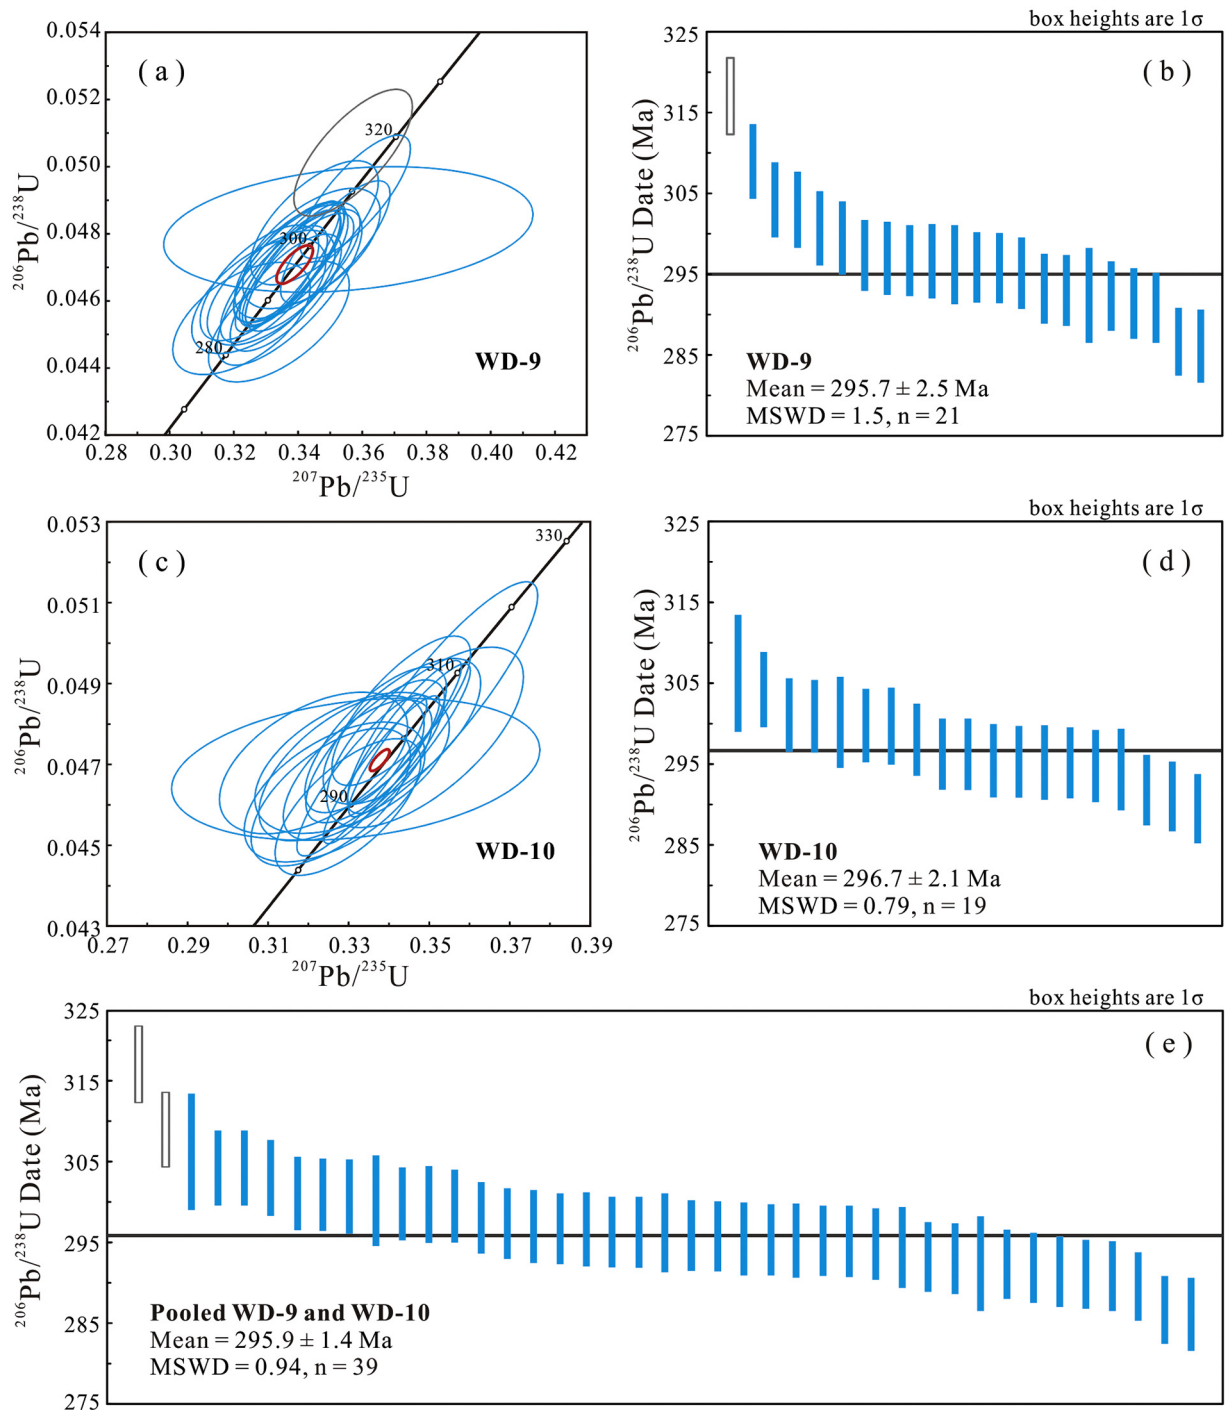 box heights are 1σ
0.054
0.052
0.050
0.048
0.046
0.044
0.042
0.28
0.30
0.32
0.34
0.36
0.38
0.40
0.42
²⁰⁶Pb/²³⁸U
²⁰⁷Pb/²³⁵U
( a )
320
300
280
WD-9
325
315
305
295
285
275
²⁰⁶Pb/²³⁸U Date (Ma)
( b )
WD-9
Mean = 295.7 ± 2.5 Ma
MSWD = 1.5, n = 21
box heights are 1σ
0.053
0.051
0.049
0.047
0.045
0.043
0.27
0.29
0.31
0.33
0.35
0.37
0.39
²⁰⁶Pb/²³⁸U
²⁰⁷Pb/²³⁵U
( c )
330
310
290
WD-10
325
315
305
295
285
275
²⁰⁶Pb/²³⁸U Date (Ma)
( d )
WD-10
Mean = 296.7 ± 2.1 Ma
MSWD = 0.79, n = 19
box heights are 1σ
325
315
305
295
285
275
²⁰⁶Pb/²³⁸U Date (Ma)
( e )
Pooled WD-9 and WD-10
Mean = 295.9 ± 1.4 Ma
MSWD = 0.94, n = 39